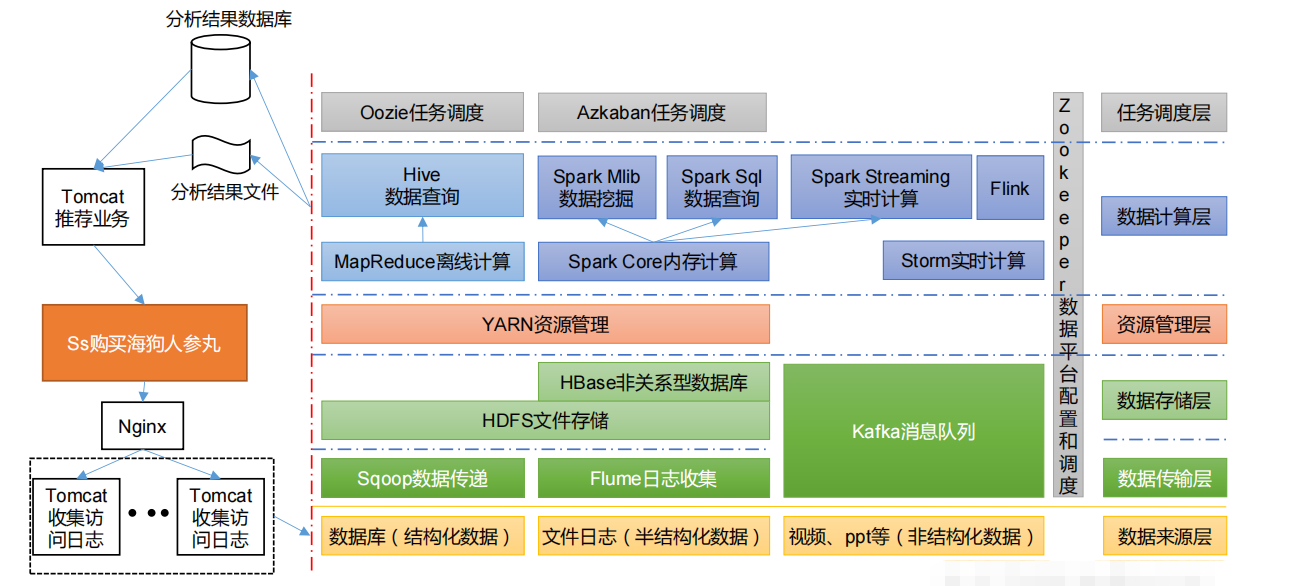 分析结果数据库
分析结果文件
Tomcat
推荐业务
Ss购买海狗人参丸
Nginx
Tomcat
收集访
问日志
•••
Tomcat
收集访
问日志
Oozie任务调度
Azkaban任务调度
任务调度层
Hive
数据查询
Spark Mlib
数据挖掘
Spark Sql
数据查询
Spark Streaming
实时计算
Flink
数据计算层
MapReduce离线计算
Spark Core内存计算
Storm实时计算
YARN资源管理
资源管理层
HBase非关系型数据库
HDFS文件存储
Kafka消息队列
数据存储层
Sqoop数据传递
Flume日志收集
数据传输层
Zookeeper数据平台配置和调度
数据库（结构化数据）
文件日志（半结构化数据）
视频、ppt等（非结构化数据）
数据来源层